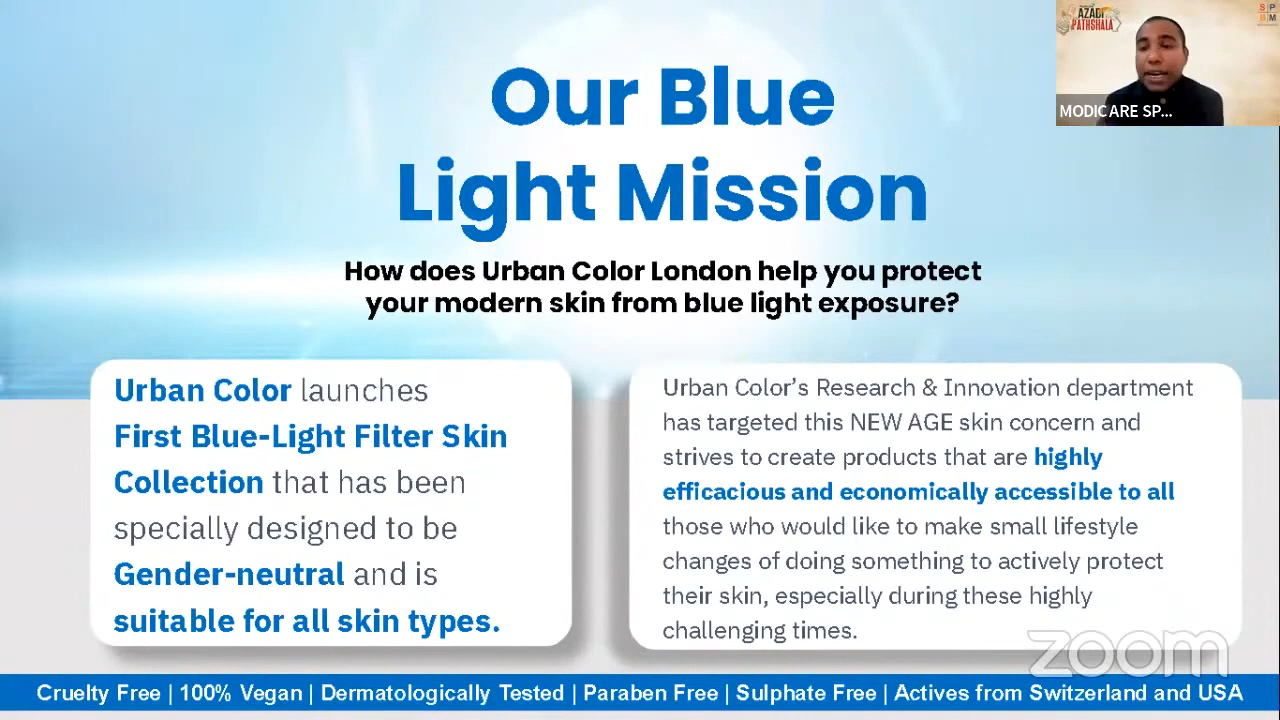 Our Blue
Light Mission
How does Urban Color London help you protect
your modern skin from blue light exposure?
Urban Color launches
First Blue-Light Filter Skin
Collection that has been
specially designed to be
Gender-neutral and is
suitable for all skin types.
Urban Color's Research & Innovation department
has targeted this NEW AGE skin concern and
strives to create products that are highly
efficacious and economically accessible to all
those who would like to make small lifestyle
changes of doing something to actively protect
their skin, especially during these highly
challenging times.
Cruelty Free | 100% Vegan | Dermatologically Tested | Paraben Free | Sulphate Free | Actives from Switzerland and USA
AZADI
PATHSHALA
SP
BM
MODICARE SP...
zoom